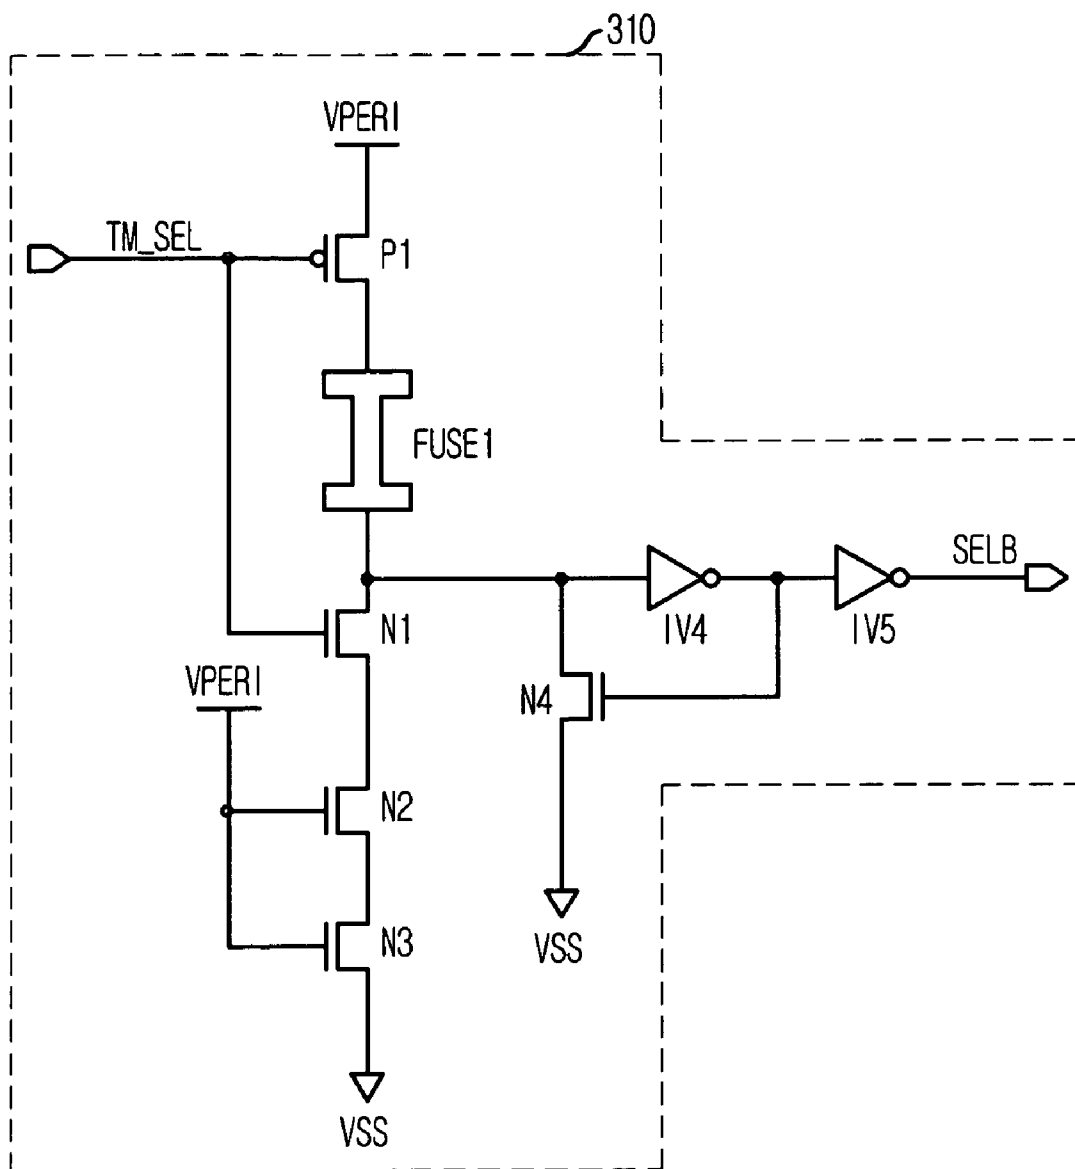 310
VPERI
TM_SEL
P1
FUSE1
SELB
N1
IV4
IV5
VPERI
N4
N2
N3
VSS
VSS